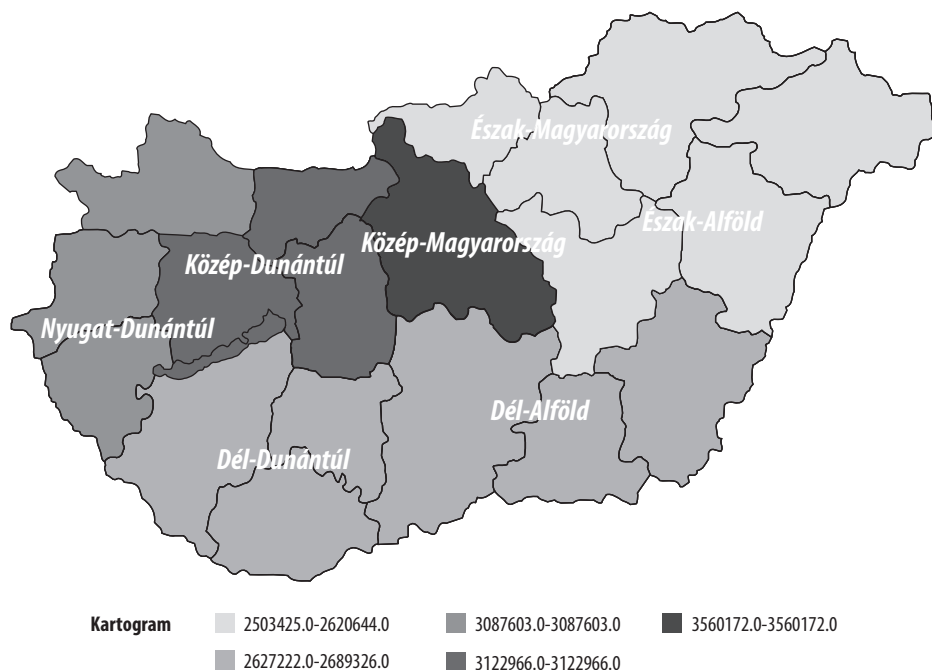 Észak-Magyarország
Észak-Alföld
Közép-Magyarország
Közép-Dunántúl
Nyugat-Dunántúl
Dél-Alföld
Dél-Dunántúl
Kartogram 2503425.0-2620644.0 3087603.0-3087603.0 3560172.0-3560172.0
2627222.0-2689326.0 3122966.0-3122966.0